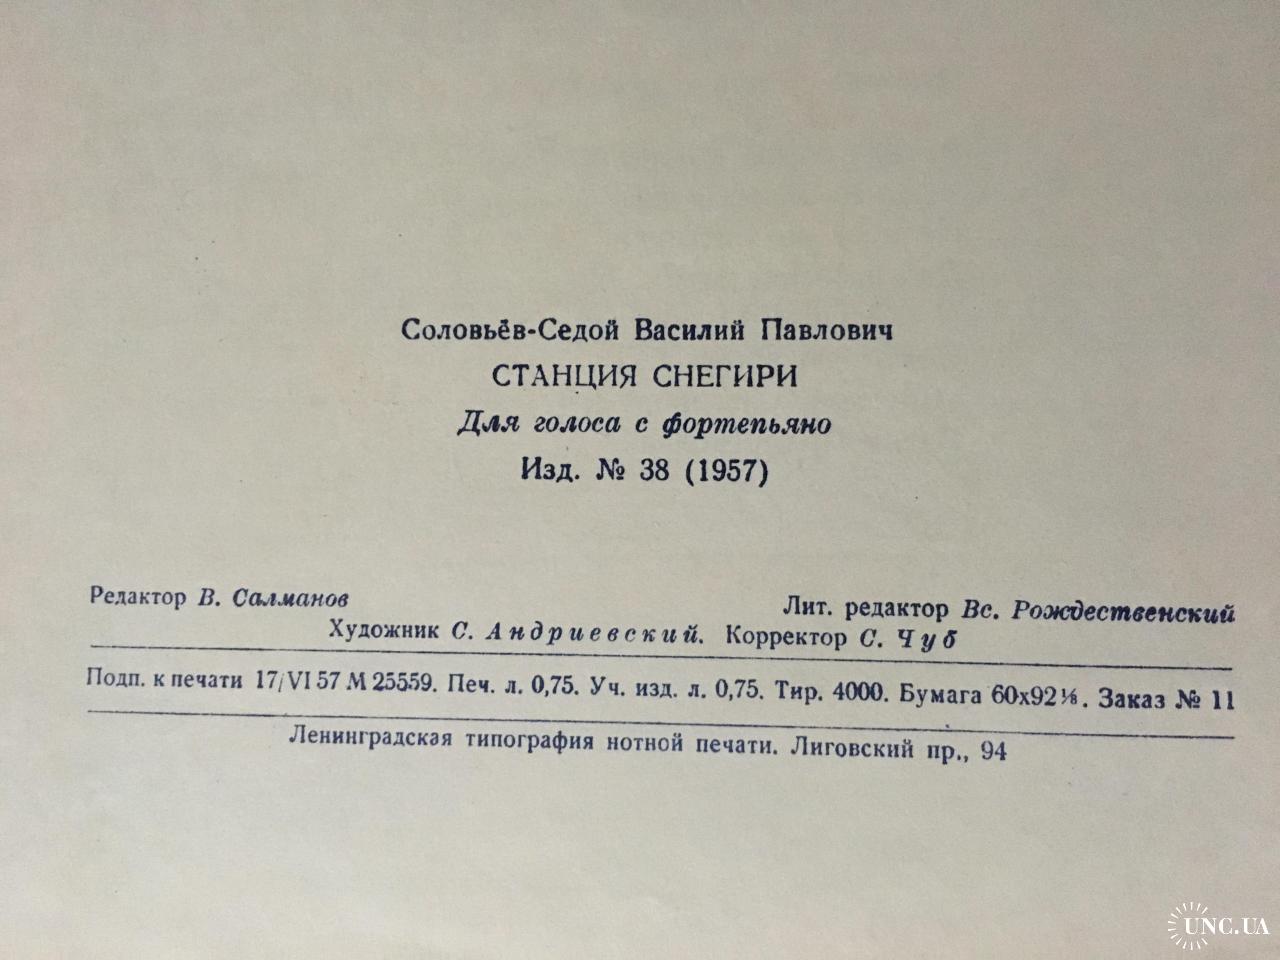 Соловьёв-Седой Василий Павлович
СТАНЦИЯ СНЕГИРИ
Для голоса с фортепьяно
Изд. № 38 (1957)
Редактор В. Салманов
Лит. редактор Вс. Рождественский
Художник С. Андриевский. Корректор С. Чуб
Подп. к печати 17/VI 57 М 25559. Печ. л. 0,75. Уч. изд. л. 0,75. Тир. 4000. Бумага 60х92 ⅛. Заказ № 11
Ленинградская типография нотной печати. Лиговский пр., 94
UNC.UA